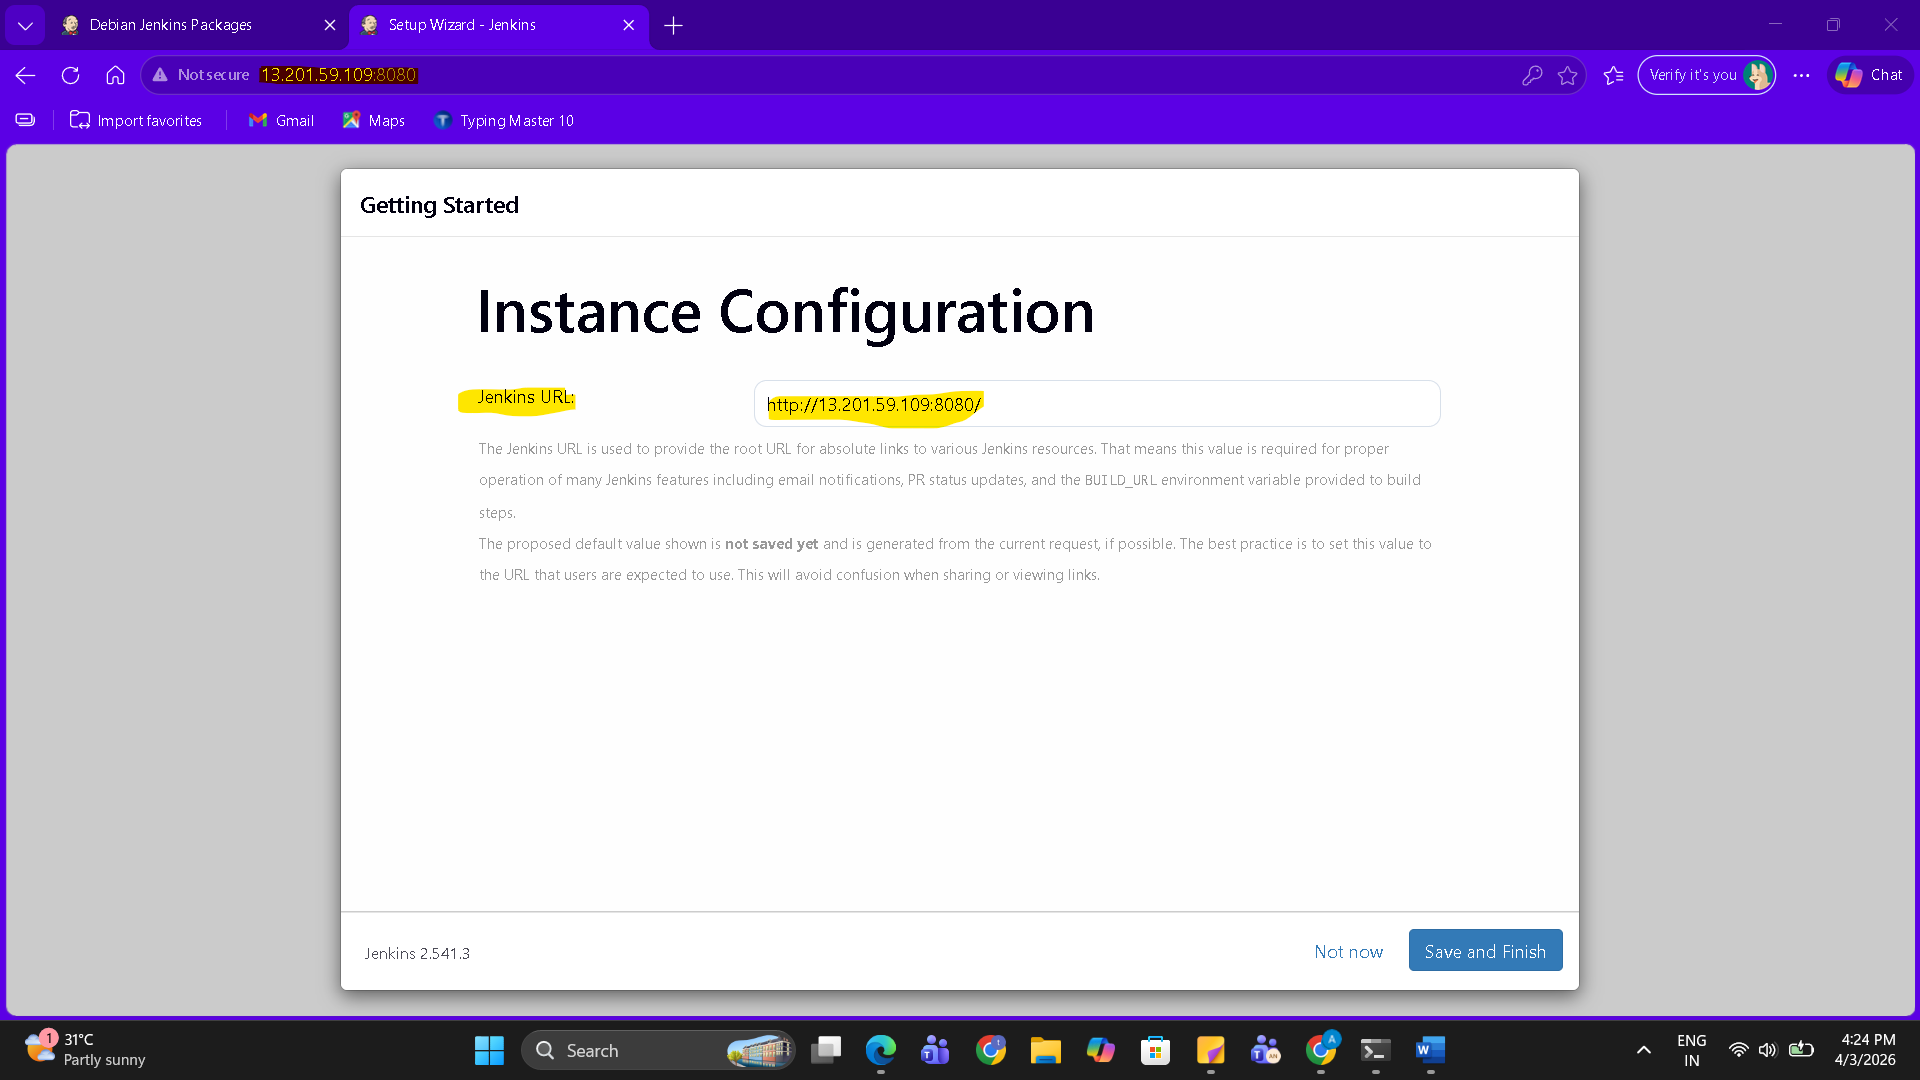 Debian Jenkins Packages
Setup Wizard - Jenkins
Not secure 13.201.59.109:8080
Verify it's you
Chat
Import favorites
Gmail
Maps
T Typing Master 10
Getting Started
Instance Configuration
Jenkins URL:
http://13.201.59.109:8080/
The Jenkins URL is used to provide the root URL for absolute links to various Jenkins resources. That means this value is required for proper
operation of many Jenkins features including email notifications, PR status updates, and the BUILD_URL environment variable provided to build
steps.
The proposed default value shown is not saved yet and is generated from the current request, if possible. The best practice is to set this value to
the URL that users are expected to use. This will avoid confusion when sharing or viewing links.
Jenkins 2.541.3
Not now
Save and Finish
1
31°C
Partly sunny
Search
T
t
T AN
A
W
ENG
IN
4:24 PM
4/3/2026